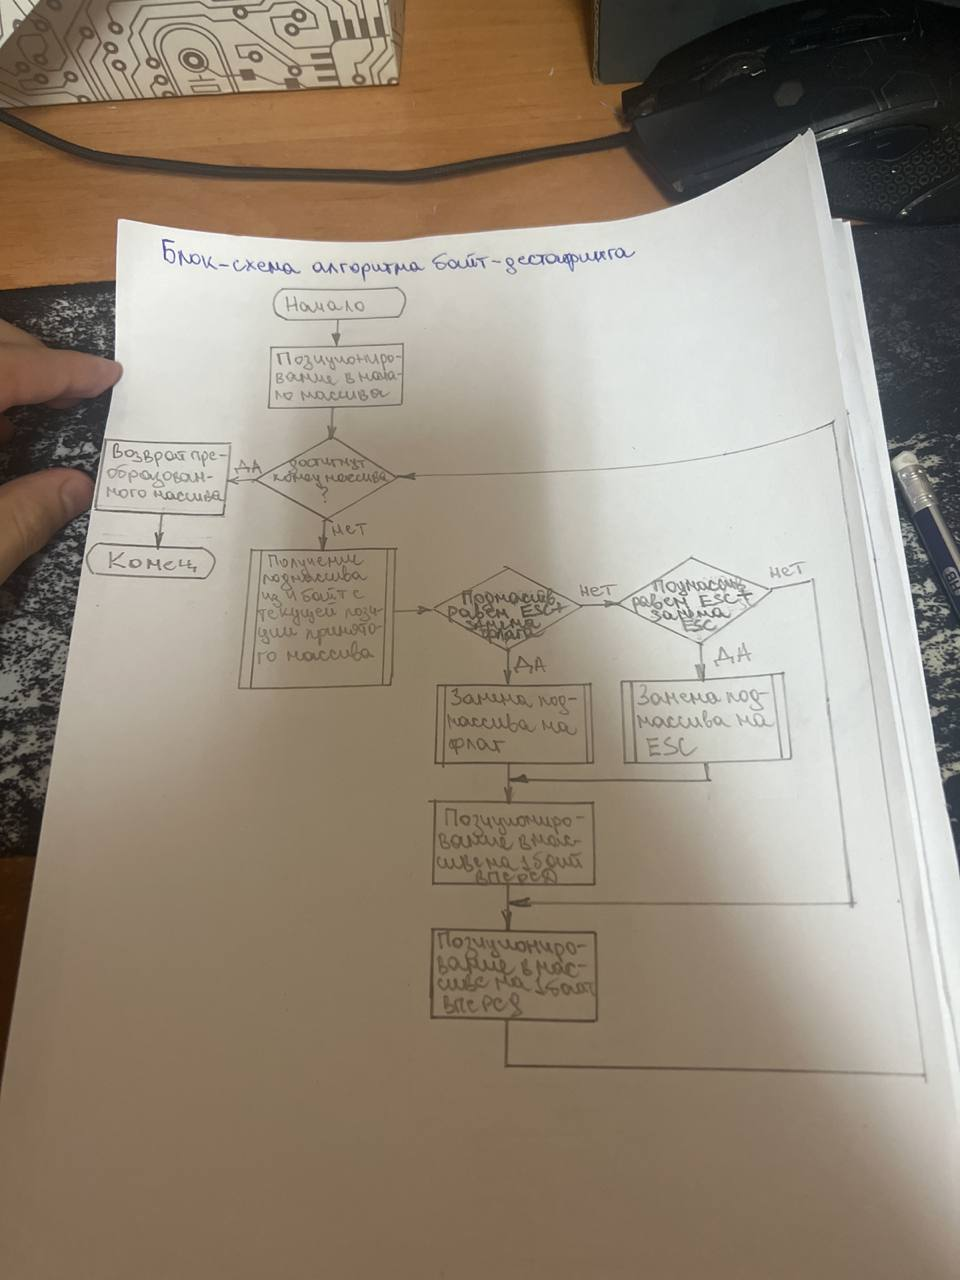 Блок-схема алгоритма байт-дестаффинга
Начало
Позициониро-
вание в нача-
ло массива
достигнут
конец массива
?
ДА
Возврат пре-
образован-
ного массива
Конец
нет
Получение
подмассива
из n байт с
текущей пози-
ции принято-
го массива
Подмассив
равен ESC+
замена
флага
нет
Подмассив
равен ESC+
замена
ESC
нет
ДА
ДА
Замена под-
массива на
флаг
Замена под-
массива на
ESC
Позициониро-
вание в мас-
сиве на 1 байт
вперед
Позициониро-
вание в мас-
сиве на 1 байт
вперед